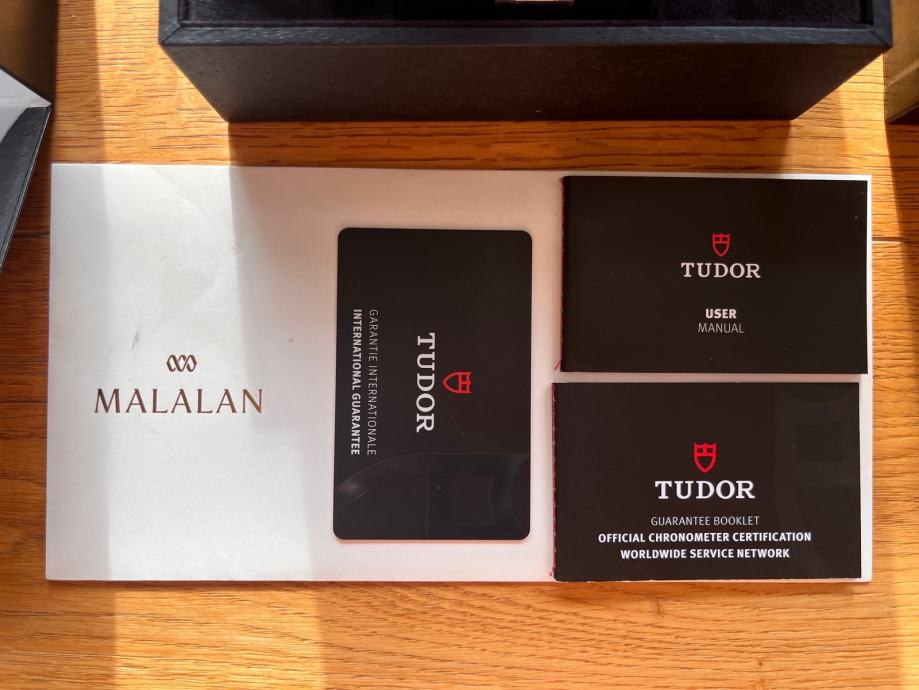 MALALAN
TUDOR
GARANTIE INTERNATIONALE
INTERNATIONAL GUARANTEE
TUDOR
USER
MANUAL
TUDOR
GUARANTEE BOOKLET
OFFICIAL CHRONOMETER CERTIFICATION
WORLDWIDE SERVICE NETWORK